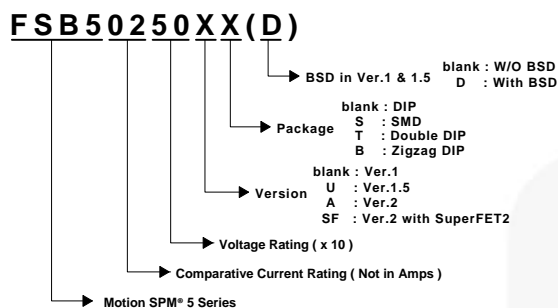 FSB50250XX(D)
BSD in Ver.1 & 1.5
blank : W/O BSD
D : With BSD
Package
blank : DIP
S : SMD
T : Double DIP
B : Zigzag DIP
Version
blank : Ver.1
U : Ver.1.5
A : Ver.2
SF : Ver.2 with SuperFET2
Voltage Rating ( x 10 )
Comparative Current Rating ( Not in Amps )
Motion SPM® 5 Series